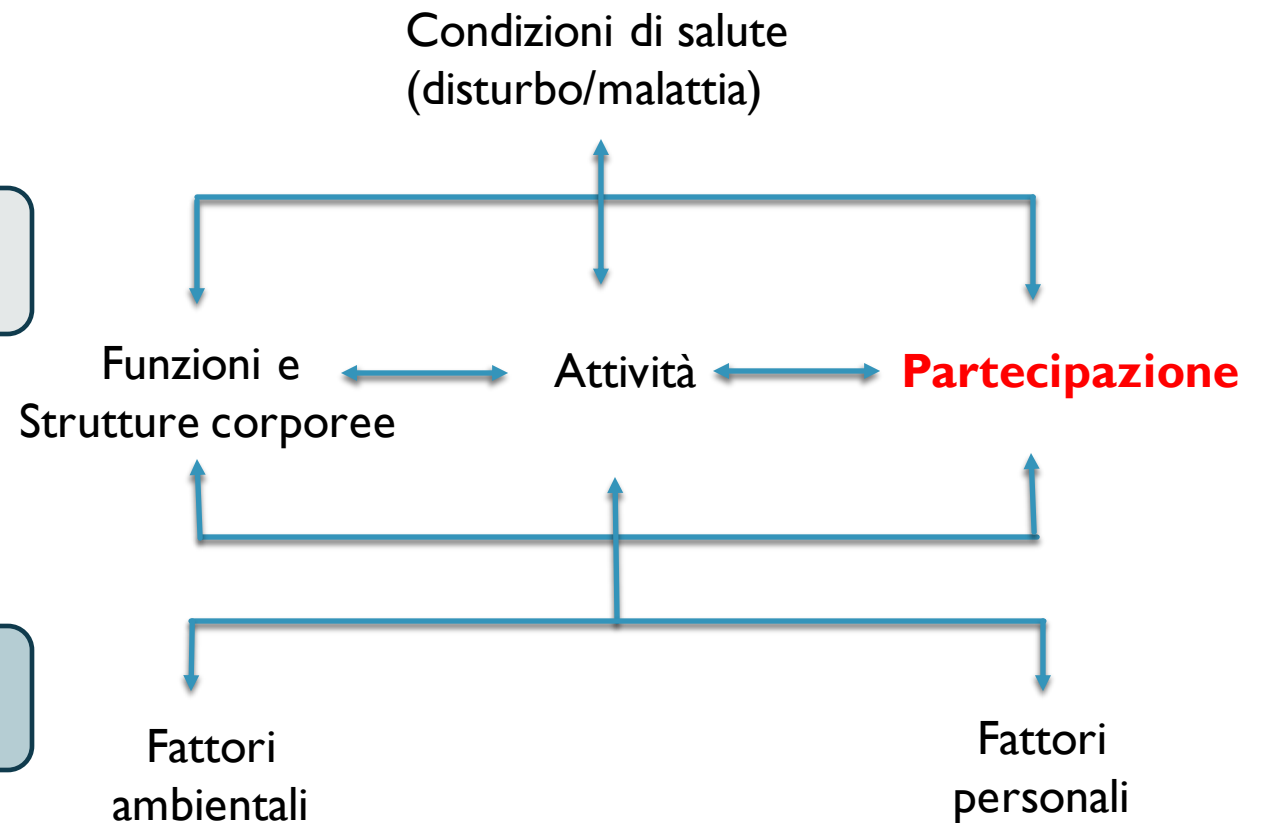 Condizioni di salute
(disturbo/malattia)
Funzioni e
Strutture corporee
Attività
Partecipazione
Fattori
ambientali
Fattori
personali